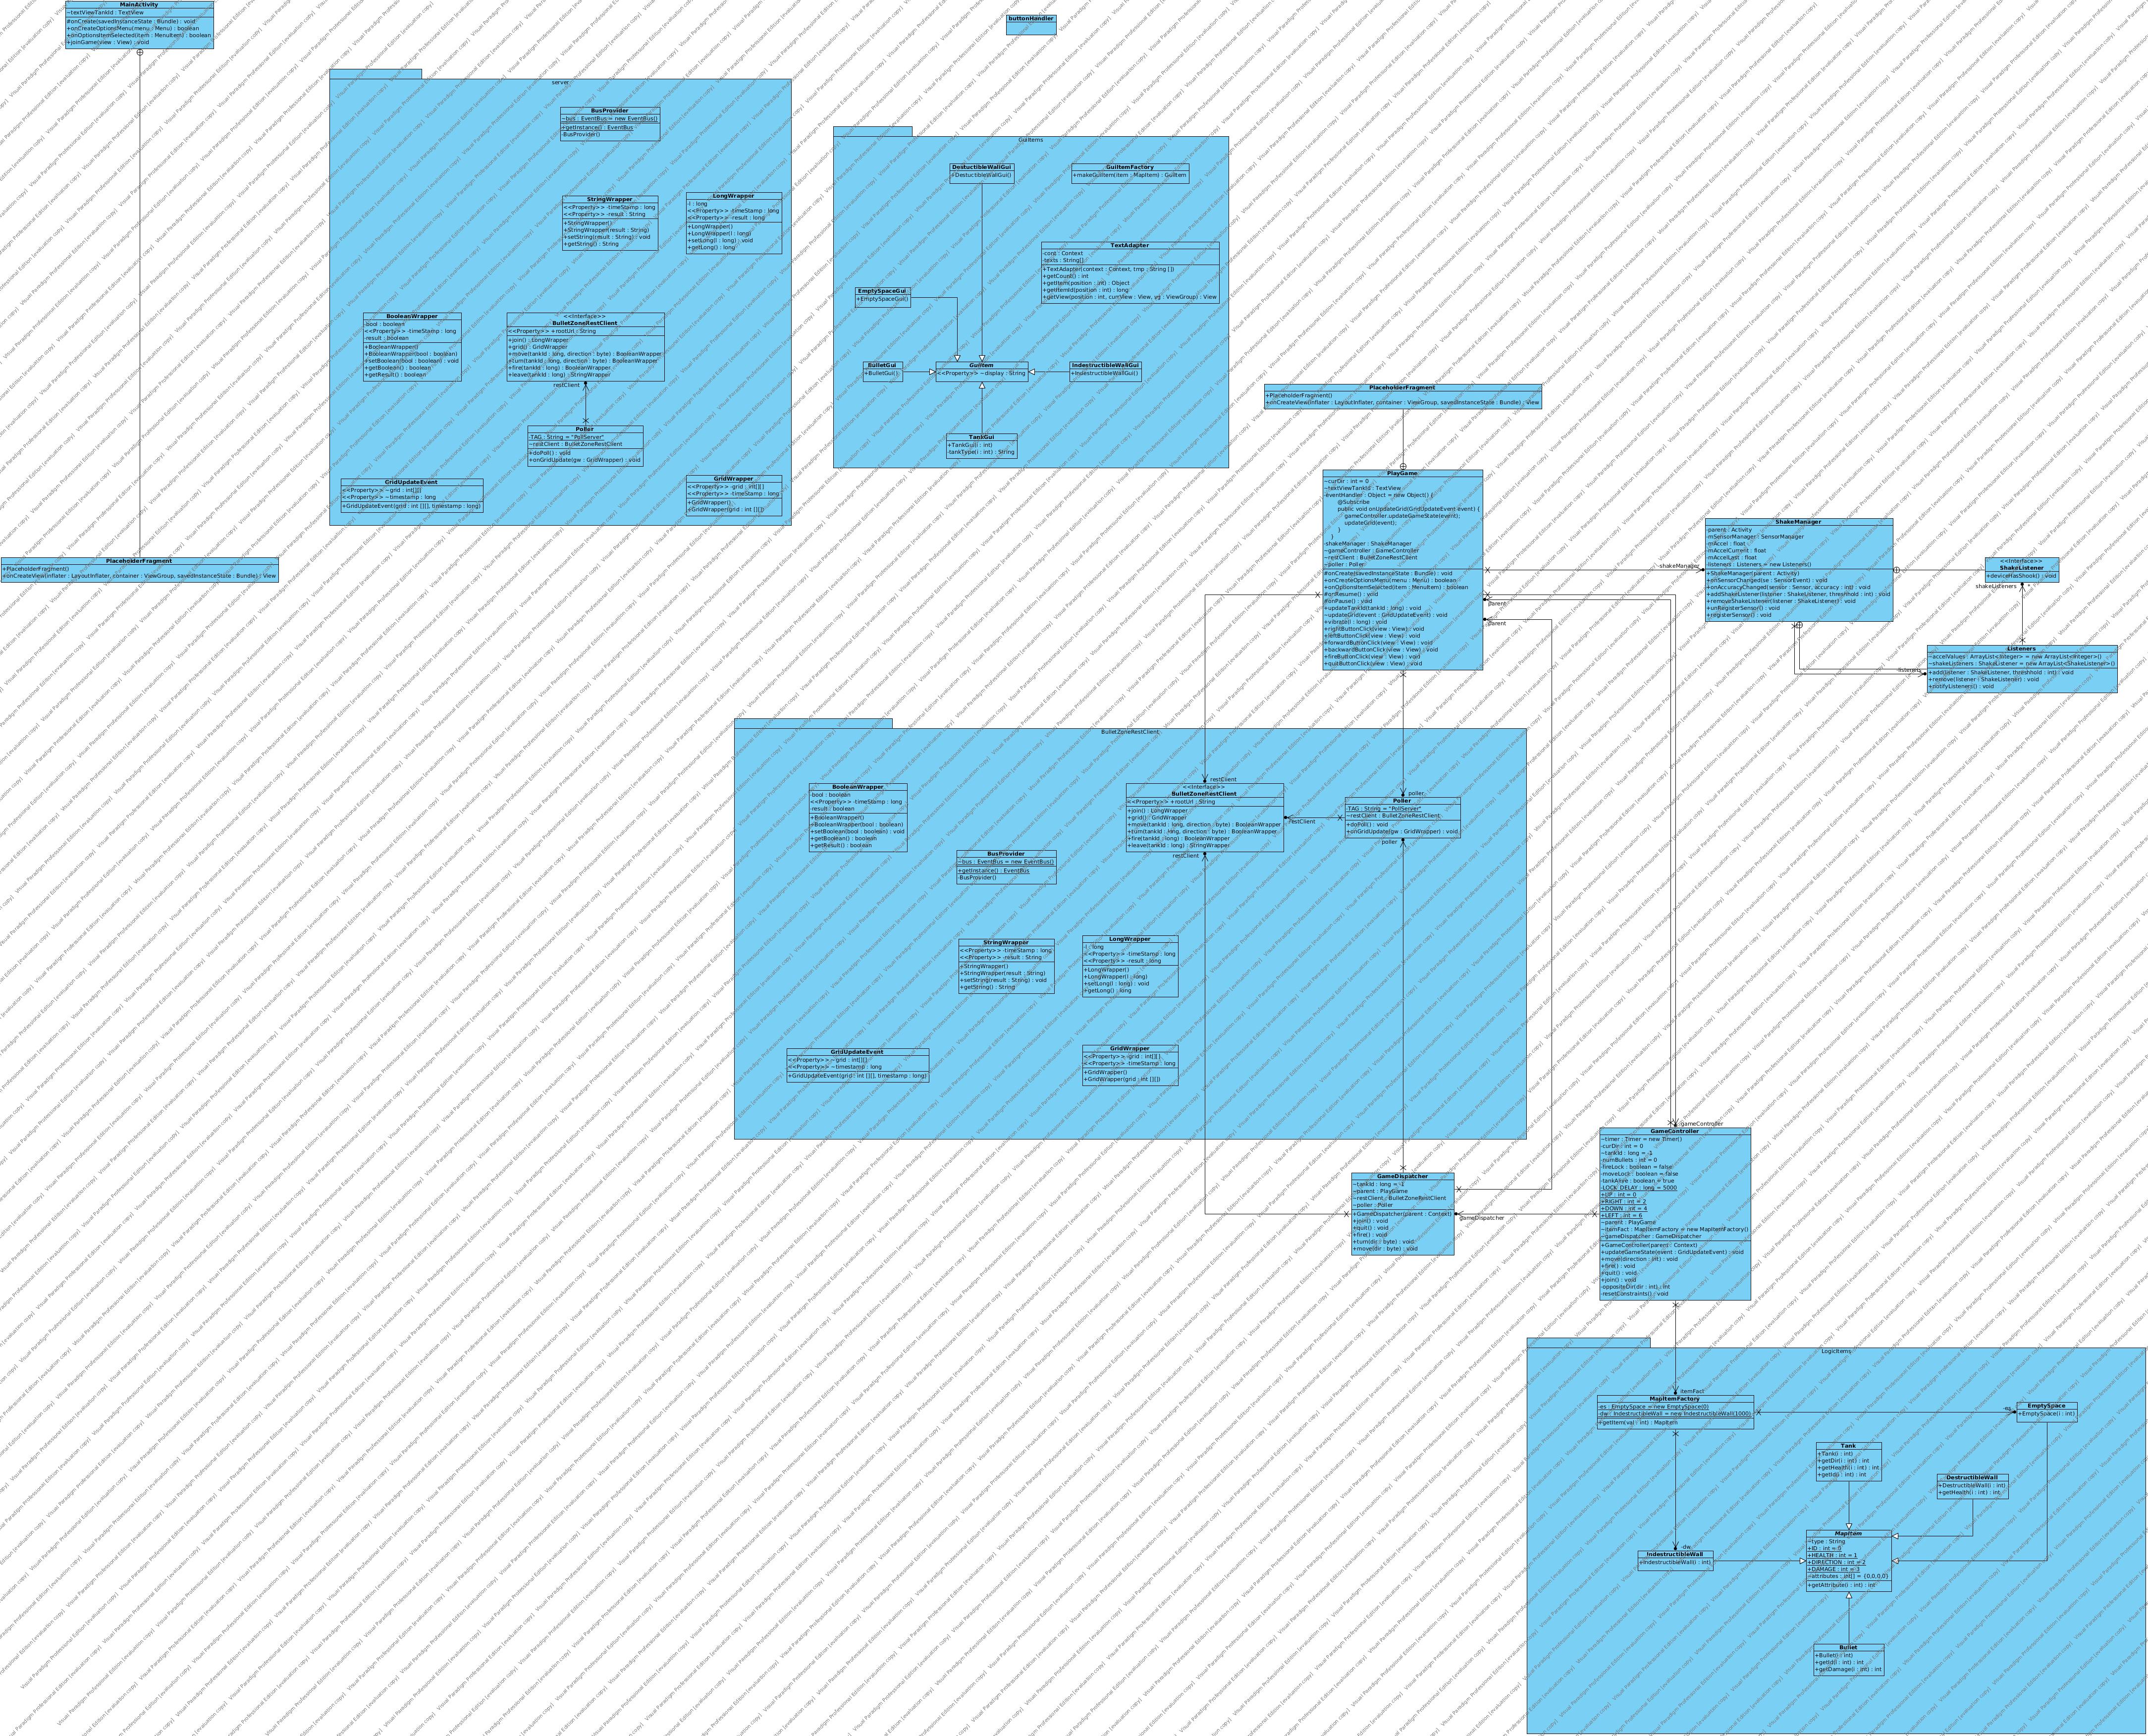 MainActivity
~textViewTankId : TextView
#onCreate(savedInstanceState : Bundle) : void
+onCreateOptionsMenu(menu : Menu) : boolean
+onOptionsItemSelected(item : MenuItem) : boolean
+joinGame(view : View) : void
buttonHandler
server
BusProvider
~bus : EventBus = new EventBus()
+getInstance() : EventBus
-BusProvider()
StringWrapper
<<Property>> -timeStamp : long
<<Property>> -result : String
+StringWrapper()
+StringWrapper(result : String)
+setString(result : String) : void
+getString() : String
LongWrapper
-l : long
<<Property>> -timeStamp : long
<<Property>> -result : long
+LongWrapper()
+LongWrapper(l : long)
+setLong(l : long) : void
+getLong() : long
BooleanWrapper
-bool : boolean
<<Property>> -timeStamp : long
-result : boolean
+BooleanWrapper()
+BooleanWrapper(bool : boolean)
+setBoolean(bool : boolean) : void
+getBoolean() : boolean
+getResult() : boolean
<<Interface>>
BulletZoneRestClient
<<Property>> +rootUrl : String
+join() : LongWrapper
+grid() : GridWrapper
+move(tankId : long, direction : byte) : BooleanWrapper
+turn(tankId : long, direction : byte) : BooleanWrapper
+fire(tankId : long) : BooleanWrapper
+leave(tankId : long) : StringWrapper
restClient
Poller
-TAG : String = "PollServer"
~restClient : BulletZoneRestClient
+doPoll() : void
+onGridUpdate(gw : GridWrapper) : void
GridUpdateEvent
<<Property>> ~grid : int[][]
<<Property>> ~timestamp : long
+GridUpdateEvent(grid : int [][], timestamp : long)
GridWrapper
<<Property>> -grid : int[][]
<<Property>> -timeStamp : long
+GridWrapper()
+GridWrapper(grid : int [][])
GuiItems
DestuctibleWallGui
+DestuctibleWallGui()
GuiItemFactory
+makeGuiItem(item : MapItem) : GuiItem
TextAdapter
-cont : Context
-texts : String[]
+TextAdapter(context : Context, tmp : String [])
+getCount() : int
+getItem(position : int) : Object
+getItemId(position : int) : long
+getView(position : int, currView : View, vg : ViewGroup) : View
EmptySpaceGui
+EmptySpaceGui()
BulletGui
+BulletGui()
GuiItem
<<Property>> ~display : String
IndestructibleWallGui
+IndestructibleWallGui()
TankGui
+TankGui(i : int)
-tankType(i : int) : String
PlaceholderFragment
+PlaceholderFragment()
+onCreateView(inflater : LayoutInflater, container : ViewGroup, savedInstanceState : Bundle) : View
PlaceholderFragment
+PlaceholderFragment()
+onCreateView(inflater : LayoutInflater, container : ViewGroup, savedInstanceState : Bundle) : View
PlayGame
~curDir : int = 0
~textViewTankId : TextView
-eventHandler : Object = new Object() {
@Subscribe
public void onUpdateGrid(GridUpdateEvent event) {
gameController.updateGameState(event);
updateGrid(event);
}
}
-shakeManager : ShakeManager
~gameController : GameController
~restClient : BulletZoneRestClient
~poller : Poller
#onCreate(savedInstanceState : Bundle) : void
+onCreateOptionsMenu(menu : Menu) : boolean
+onOptionsItemSelected(item : MenuItem) : boolean
#onResume() : void
#onPause() : void
+updateTankId(tankId : long) : void
~updateGrid(event : GridUpdateEvent) : void
+vibrate(l : long) : void
+rightButtonClick(view : View) : void
+leftButtonClick(view : View) : void
+forwardButtonClick(view : View) : void
+backwardButtonClick(view : View) : void
+fireButtonClick(view : View) : void
+quitButtonClick(view : View) : void
-shakeManager
parent
parent
ShakeManager
-parent : Activity
-mSensorManager : SensorManager
-mAccel : float
-mAccelCurrent : float
-mAccelLast : float
-listeners : Listeners = new Listeners()
+ShakeManager(parent : Activity)
+onSensorChanged(se : SensorEvent) : void
+onAccuracyChanged(sensor : Sensor, accuracy : int) : void
+addShakeListener(listener : ShakeListener, threshhold : int) : void
+removeShakeListener(listener : ShakeListener) : void
+unRegisterSensor() : void
+registerSensor() : void
<<Interface>>
ShakeListener
+deviceHasShook() : void
shakeListeners
Listeners
~accelValues : ArrayList<Integer> = new ArrayList<Integer>()
~shakeListeners : ShakeListener = new ArrayList<ShakeListener>()
+add(listener : ShakeListener, threshhold : int) : void
+remove(listener : ShakeListener) : void
+notifyListeners() : void
-listeners
BulletZoneRestClient
BooleanWrapper
-bool : boolean
<<Property>> -timeStamp : long
-result : boolean
+BooleanWrapper()
+BooleanWrapper(bool : boolean)
+setBoolean(bool : boolean) : void
+getBoolean() : boolean
+getResult() : boolean
restClient
<<Interface>>
BulletZoneRestClient
<<Property>> +rootUrl : String
+join() : LongWrapper
+grid() : GridWrapper
+move(tankId : long, direction : byte) : BooleanWrapper
+turn(tankId : long, direction : byte) : BooleanWrapper
+fire(tankId : long) : BooleanWrapper
+leave(tankId : long) : StringWrapper
restClient
restClient
poller
Poller
-TAG : String = "PollServer"
~restClient : BulletZoneRestClient
+doPoll() : void
+onGridUpdate(gw : GridWrapper) : void
poller
BusProvider
~bus : EventBus = new EventBus()
+getInstance() : EventBus
-BusProvider()
StringWrapper
<<Property>> -timeStamp : long
<<Property>> -result : String
+StringWrapper()
+StringWrapper(result : String)
+setString(result : String) : void
+getString() : String
LongWrapper
-l : long
<<Property>> -timeStamp : long
<<Property>> -result : long
+LongWrapper()
+LongWrapper(l : long)
+setLong(l : long) : void
+getLong() : long
GridUpdateEvent
<<Property>> ~grid : int[][]
<<Property>> ~timestamp : long
+GridUpdateEvent(grid : int [][], timestamp : long)
GridWrapper
<<Property>> -grid : int[][]
<<Property>> -timeStamp : long
+GridWrapper()
+GridWrapper(grid : int [][])
GameDispatcher
~tankId : long = -1
~parent : PlayGame
~restClient : BulletZoneRestClient
~poller : Poller
+GameDispatcher(parent : Context)
+join() : void
+quit() : void
+fire() : void
+turn(dir : byte) : void
+move(dir : byte) : void
gameDispatcher
gameController
GameController
~timer : Timer = new Timer()
-curDir : int = 0
~tankId : long = -1
-numBullets : int = 0
-fireLock : boolean = false
-moveLock : boolean = false
-tankAlive : boolean = true
-LOCK_DELAY : long = 5000
+UP : int = 0
+RIGHT : int = 2
+DOWN : int = 4
+LEFT : int = 6
~parent : PlayGame
~itemFact : MapItemFactory = new MapItemFactory()
~gameDispatcher : GameDispatcher
+GameController(parent : Context)
+updateGameState(event : GridUpdateEvent) : void
+move(direction : int) : void
+fire() : void
+quit() : void
+join() : void
-oppositeDir(dir : int) : int
-resetConstraints() : void
LogicItems
itemFact
MapItemFactory
-es : EmptySpace = new EmptySpace(0)
-dw : IndestructibleWall = new IndestructibleWall(1000)
+getItem(val : int) : MapItem
-es
EmptySpace
+EmptySpace(i : int)
Tank
+Tank(i : int)
+getDir(i : int) : int
+getHealth(i : int) : int
+getId(i : int) : int
DestructibleWall
+DestructibleWall(i : int)
+getHealth(i : int) : int
-dw
IndestructibleWall
+IndestructibleWall(i : int)
MapItem
~type : String
+ID : int = 0
+HEALTH : int = 1
+DIRECTION : int = 2
+DAMAGE : int = 3
~attributes : int[] = {0,0,0,0}
+getAttribute(i : int) : int
Bullet
+Bullet(i : int)
+getId(i : int) : int
+getDamage(i : int) : int
Visual Paradigm Professional Edition [evaluation copy]